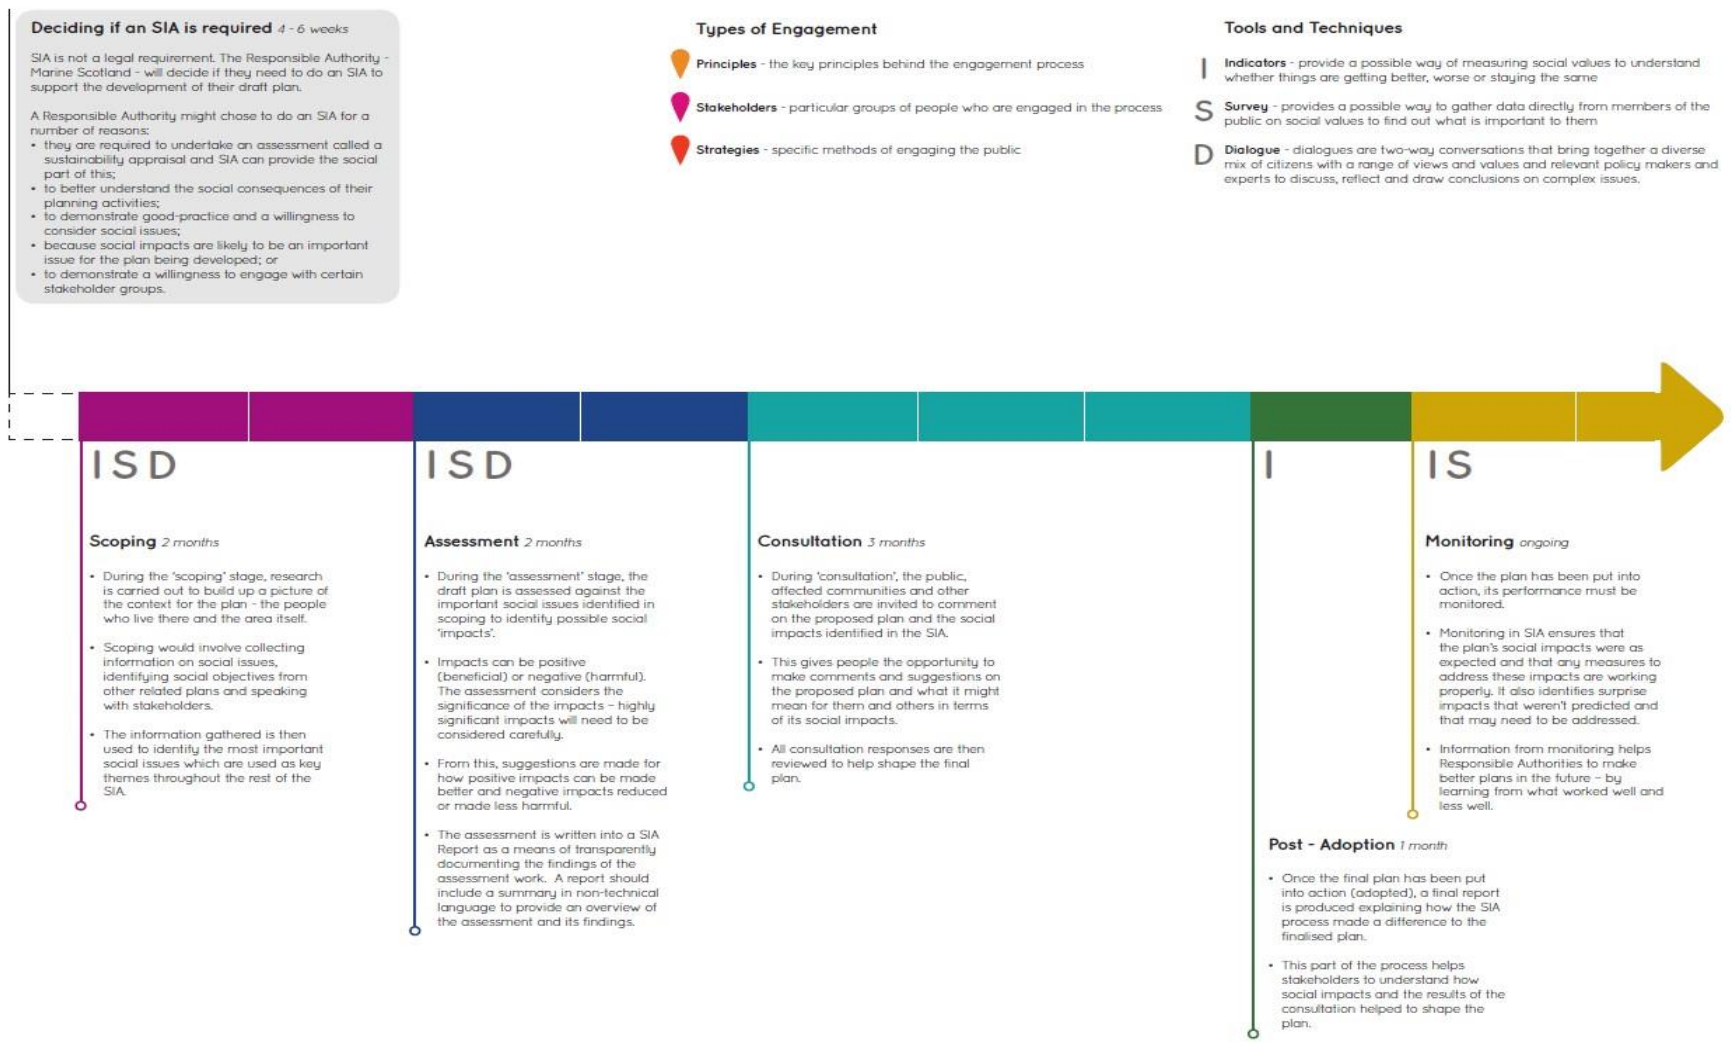 Deciding if an SIA is required 4 - 6 weeks
SIA is not a legal requirement. The Responsible Authority -
Marine Scotland - will decide if they need to do an SIA to
support the development of their draft plan.
A Responsible Authority might chose to do an SIA for a
number of reasons:
• they are required to undertake an assessment called a
sustainability appraisal and SIA can provide the social
part of this;
• to better understand the social consequences of their
planning activities;
• to demonstrate good-practice and a willingness to
consider social issues;
• because social impacts are likely to be an important
issue for the plan being developed; or
• to demonstrate a willingness to engage with certain
stakeholder groups.
Types of Engagement
Principles - the key principles behind the engagement process
Stakeholders - particular groups of people who are engaged in the process
Strategies - specific methods of engaging the public
Tools and Techniques
I Indicators - provide a possible way of measuring social values to understand
whether things are getting better, worse or staying the same
S Survey - provides a possible way to gather data directly from members of the
public on social values to find out what is important to them
D Dialogue - dialogues are two-way conversations that bring together a diverse
mix of citizens with a range of views and values and relevant policy makers and
experts to discuss, reflect and draw conclusions on complex issues.
I S D
Scoping 2 months
• During the 'scoping' stage, research
is carried out to build up a picture of
the context for the plan - the people
who live there and the area itself.
• Scoping would involve collecting
information on social issues,
identifying social objectives from
other related plans and speaking
with stakeholders.
• The information gathered is then
used to identify the most important
social issues which are used as key
themes throughout the rest of the
SIA.
I S D
Assessment 2 months
• During the 'assessment' stage, the
draft plan is assessed against the
important social issues identified in
scoping to identify possible social
'impacts'.
• Impacts can be positive
(beneficial) or negative (harmful).
The assessment considers the
significance of the impacts – highly
significant impacts will need to be
considered carefully.
• From this, suggestions are made for
how positive impacts can be made
better and negative impacts reduced
or made less harmful.
• The assessment is written into a SIA
Report as a means of transparently
documenting the findings of the
assessment work. A report should
include a summary in non-technical
language to provide an overview of
the assessment and its findings.
Consultation 3 months
• During 'consultation', the public,
affected communities and other
stakeholders are invited to comment
on the proposed plan and the social
impacts identified in the SIA.
• This gives people the opportunity to
make comments and suggestions on
the proposed plan and what it might
mean for them and others in terms
of its social impacts.
• All consultation responses are then
reviewed to help shape the final
plan.
I
Post - Adoption 1 month
• Once the final plan has been put
into action (adopted), a final report
is produced explaining how the SIA
process made a difference to the
finalised plan.
• This part of the process helps
stakeholders to understand how
social impacts and the results of the
consultation helped to shape the
plan.
I S
Monitoring ongoing
• Once the plan has been put into
action, its performance must be
monitored.
• Monitoring in SIA ensures that
the plan's social impacts were as
expected and that any measures to
address these impacts are working
properly. It also identifies surprise
impacts that weren't predicted and
that may need to be addressed.
• Information from monitoring helps
Responsible Authorities to make
better plans in the future – by
learning from what worked well and
less well.